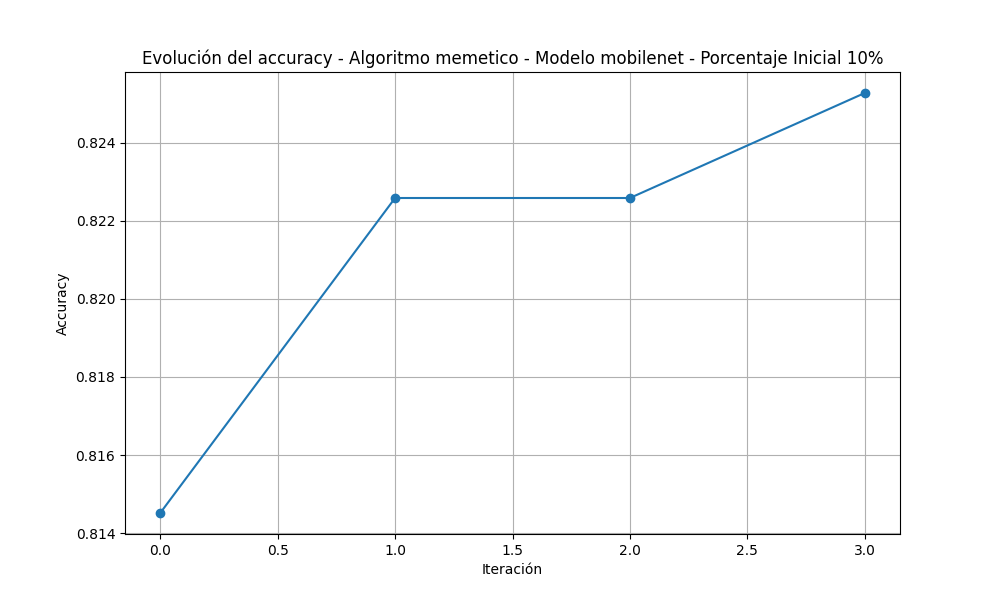 Evolución del accuracy - Algoritmo memetico - Modelo mobilenet - Porcentaje Inicial 10%
Accuracy
0.824
0.822
0.820
0.818
0.816
0.814
0.0 0.5 1.0 1.5 2.0 2.5 3.0
Iteración